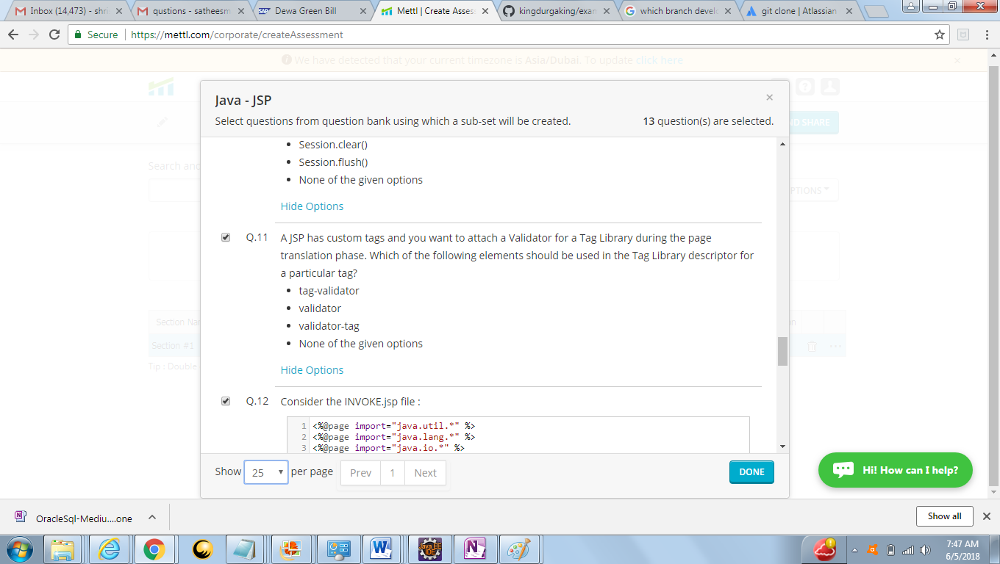 Inbox (14,473) - shri
qustions - satheesm
Dewa Green Bill
Mettl | Create Asses
kingdurgaking/exan
which branch devel
git clone | Atlassian
Secure
https://mettl.com/corporate/createAssessment
We have detected that your current timezone is Asia/Dubai. To update click here
Java - JSP
Select questions from question bank using which a sub-set will be created.
13 question(s) are selected.
ND SHARE
Search and
PTIONS
• Session.clear()
• Session.flush()
• None of the given options
Hide Options
Q.11 A JSP has custom tags and you want to attach a Validator for a Tag Library during the page
translation phase. Which of the following elements should be used in the Tag Library descriptor for
a particular tag?
• tag-validator
• validator
• validator-tag
• None of the given options
Hide Options
Section Nam
Section #1
Tip : Double
Q.12 Consider the INVOKE.jsp file :
1 <%@page import="java.util.*" %>
2 <%@page import="java.lang.*" %>
3 <%@page import="java.io.*" %>
Show 25 per page Prev 1 Next
DONE
Hi! How can I help?
OracleSql-Mediu....one
Show all
Java EE
IDE
7:47 AM
6/5/2018